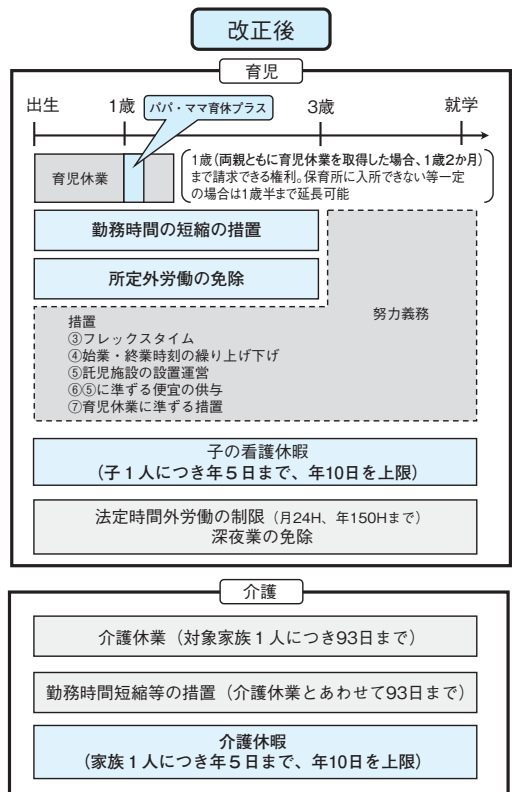 改正後
育児
出生 1歳 パパ・ママ育休プラス 3歳 就学
育児休業
1歳(両親ともに育児休業を取得した場合、1歳2か月)
まで請求できる権利。保育所に入所できない等一定
の場合は1歳半まで延長可能
勤務時間の短縮の措置
所定外労働の免除
努力義務
措置
③フレックスタイム
④始業・終業時刻の繰り上げ下げ
⑤託児施設の設置運営
⑥⑤に準ずる便宜の供与
⑦育児休業に準ずる措置
子の看護休暇
(子1人につき年5日まで、年10日を上限)
法定時間外労働の制限(月24H、年150Hまで)
深夜業の免除
介護
介護休業(対象家族1人につき93日まで)
勤務時間短縮等の措置(介護休業とあわせて93日まで)
介護休暇
(家族1人につき年5日まで、年10日を上限)